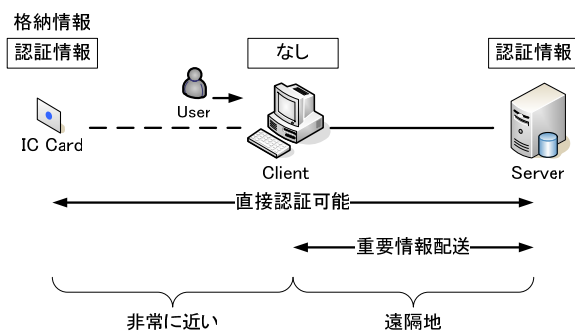 格納情報
認証情報
なし
認証情報
User
IC Card
Client
Server
直接認証可能
重要情報配送
非常に近い
遠隔地